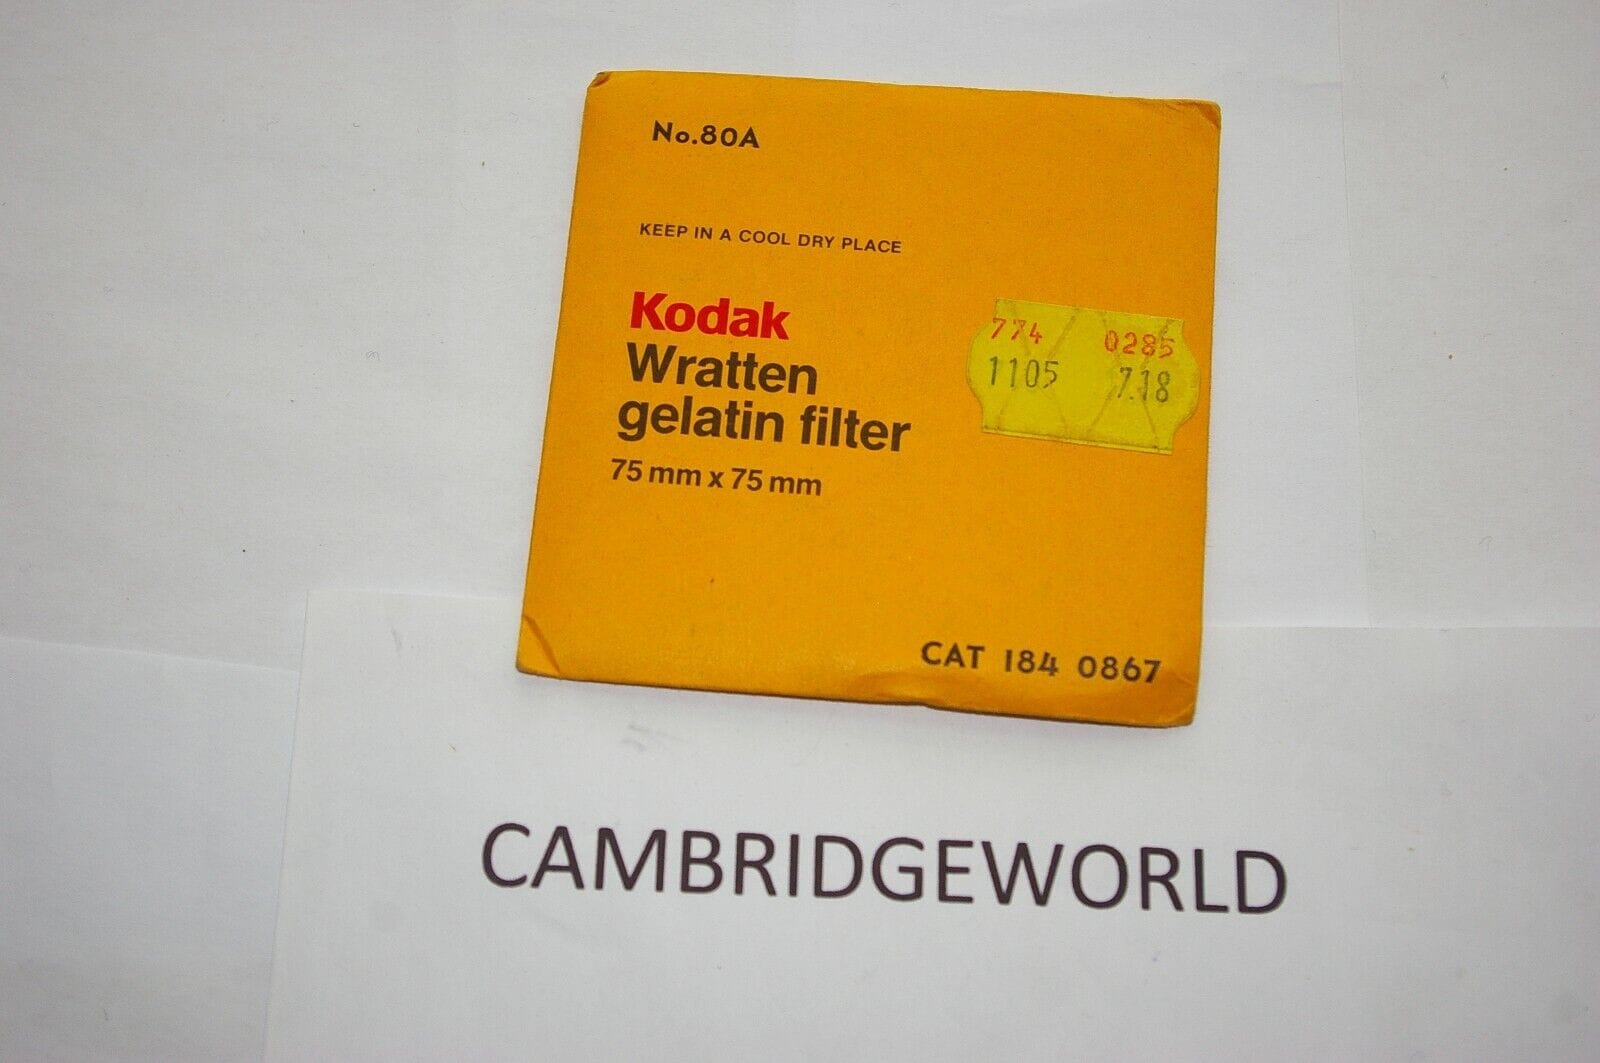 No.80A
KEEP IN A COOL DRY PLACE
Kodak
Wratten
gelatin filter
75 mm x 75 mm
774 0285
1105 7.18
CAT 184 0867
CAMBRIDGEWORLD